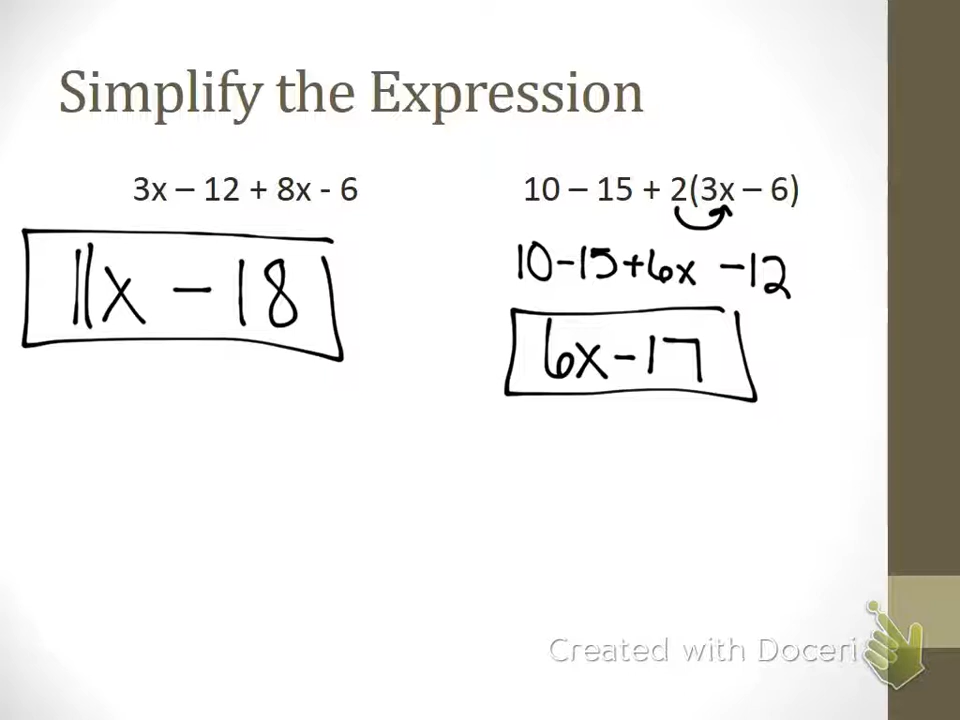 Simplify the Expression
3x – 12 + 8x - 6
11x - 18
10 – 15 + 2(3x – 6)
10-15+6x -12
6x-17
Created with Doceri